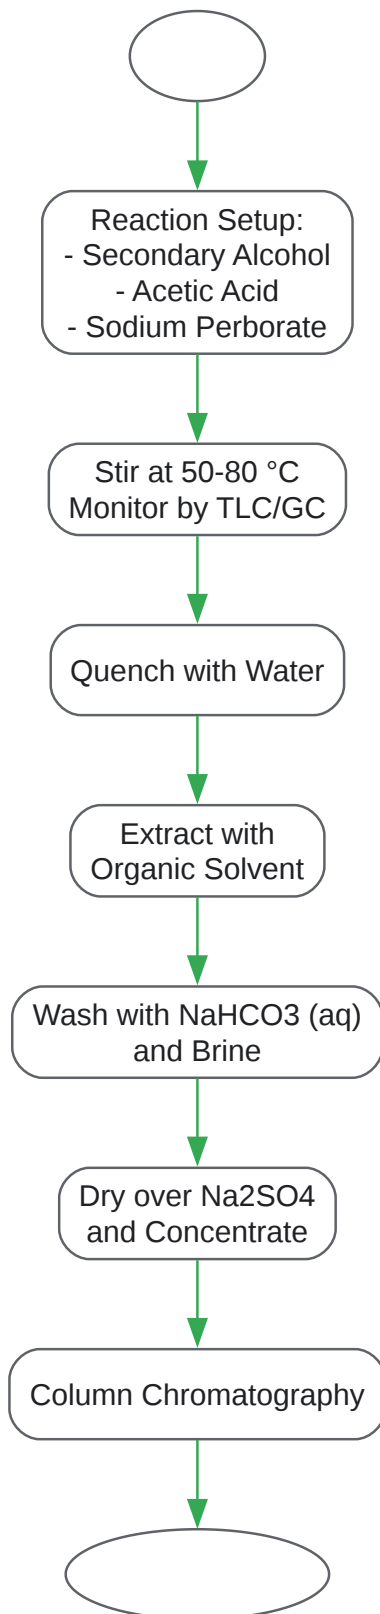 Reaction Setup:
- Secondary Alcohol
- Acetic Acid
- Sodium Perborate
Stir at 50-80 °C
Monitor by TLC/GC
Quench with Water
Extract with
Organic Solvent
Wash with NaHCO3 (aq)
and Brine
Dry over Na2SO4
and Concentrate
Column Chromatography